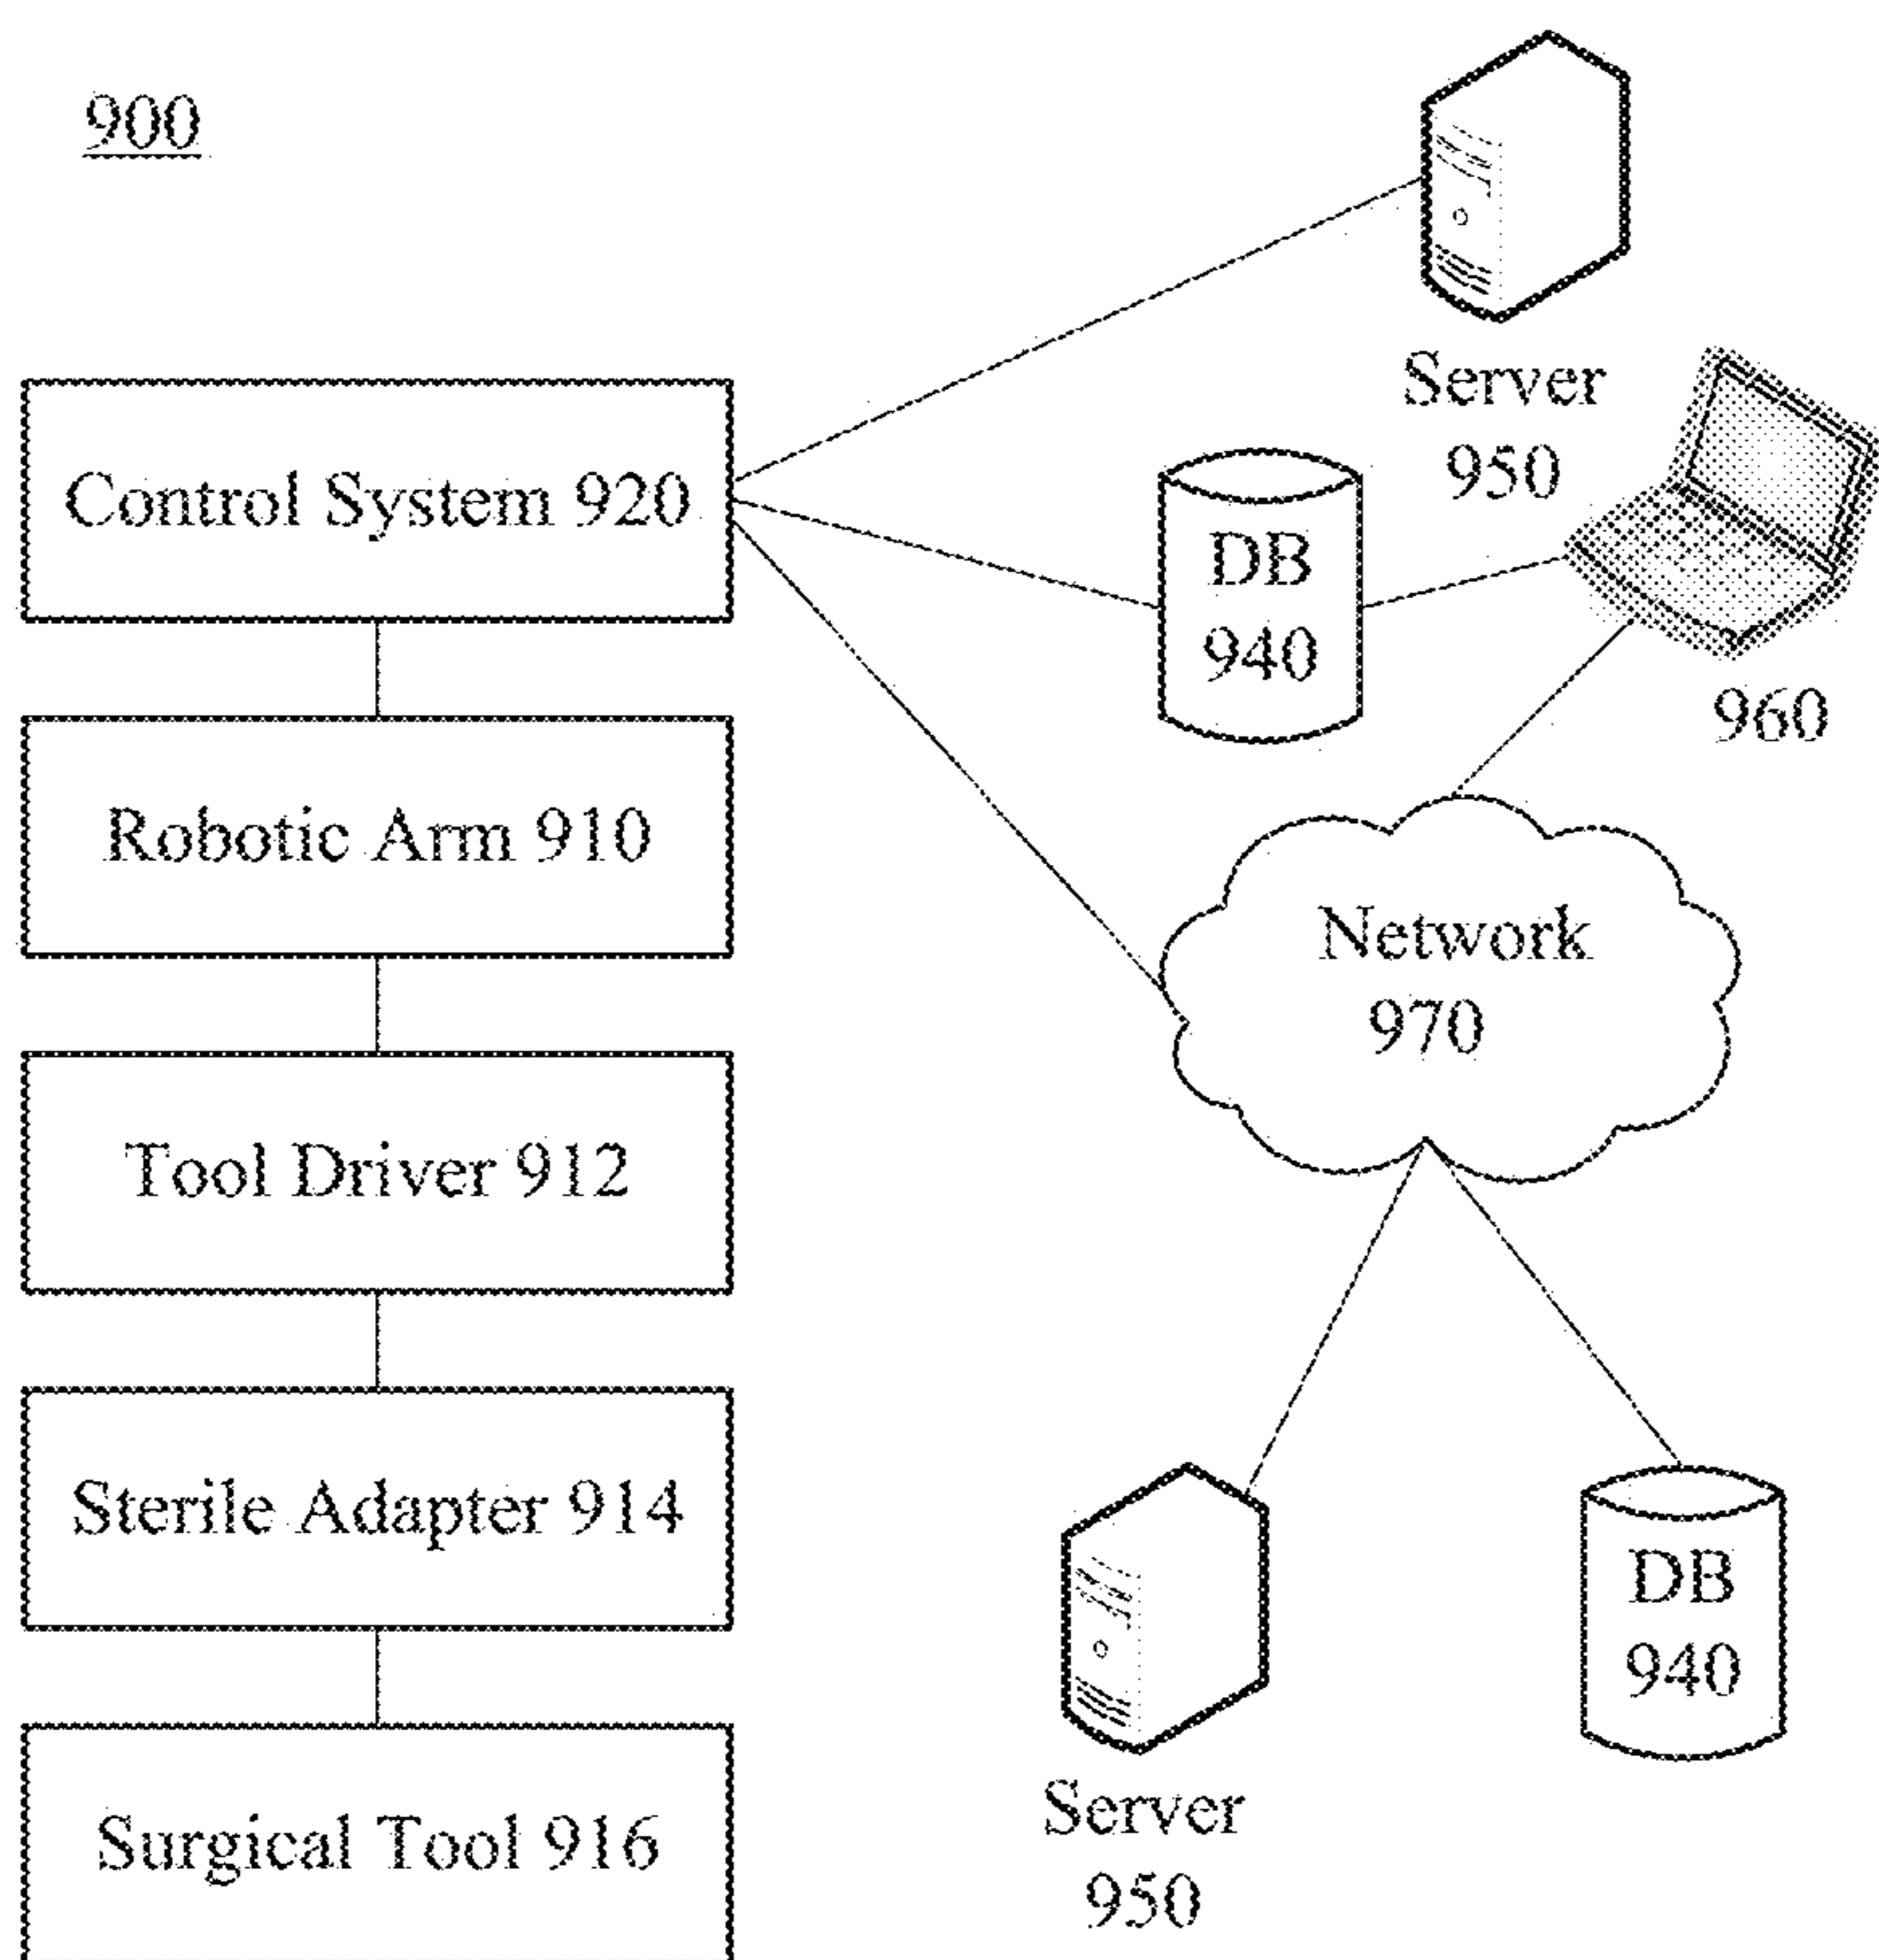 900
Server
950
Control System 920
DB
940
960
Robotic Arm 910
Network
970
Tool Driver 912
Sterile Adapter 914
DB
940
Surgical Tool 916
Server
950